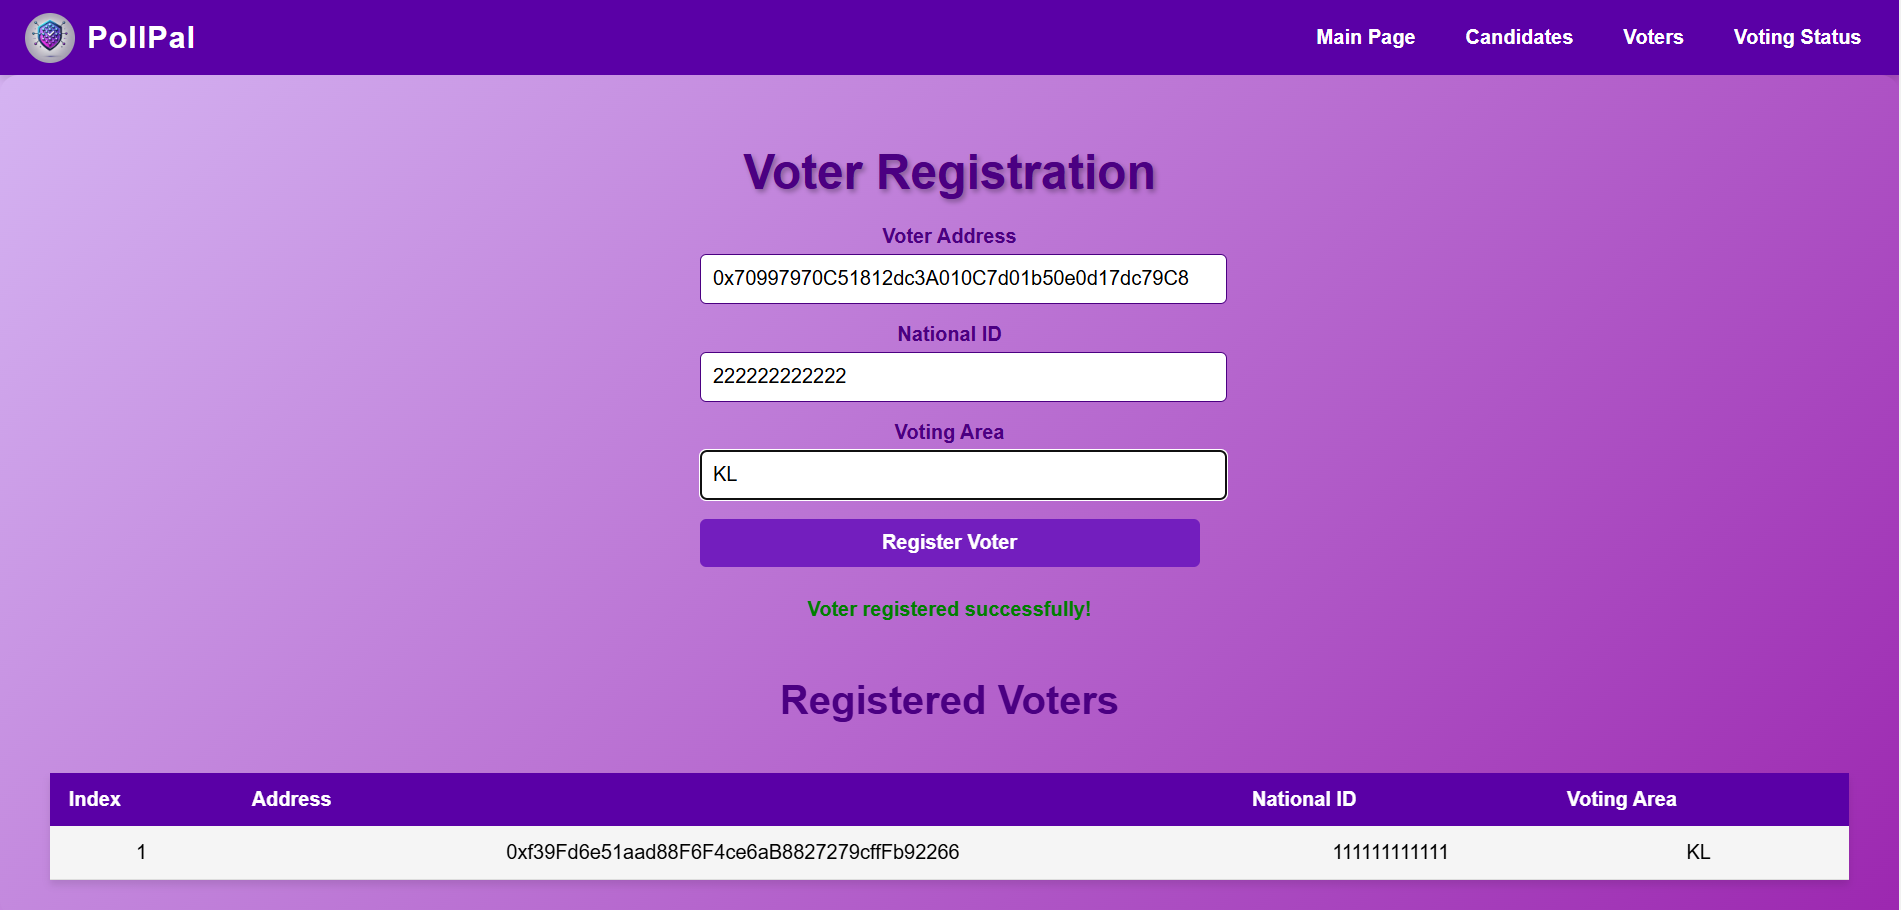 PollPal
Main Page Candidates Voters Voting Status
Voter Registration
Voter Address
0x70997970C51812dc3A010C7d01b50e0d17dc79C8
National ID
222222222222
Voting Area
KL
Register Voter
Voter registered successfully!
Registered Voters
Index Address National ID Voting Area
1 0xf39Fd6e51aad88F6F4ce6aB8827279cffFb92266 111111111111 KL